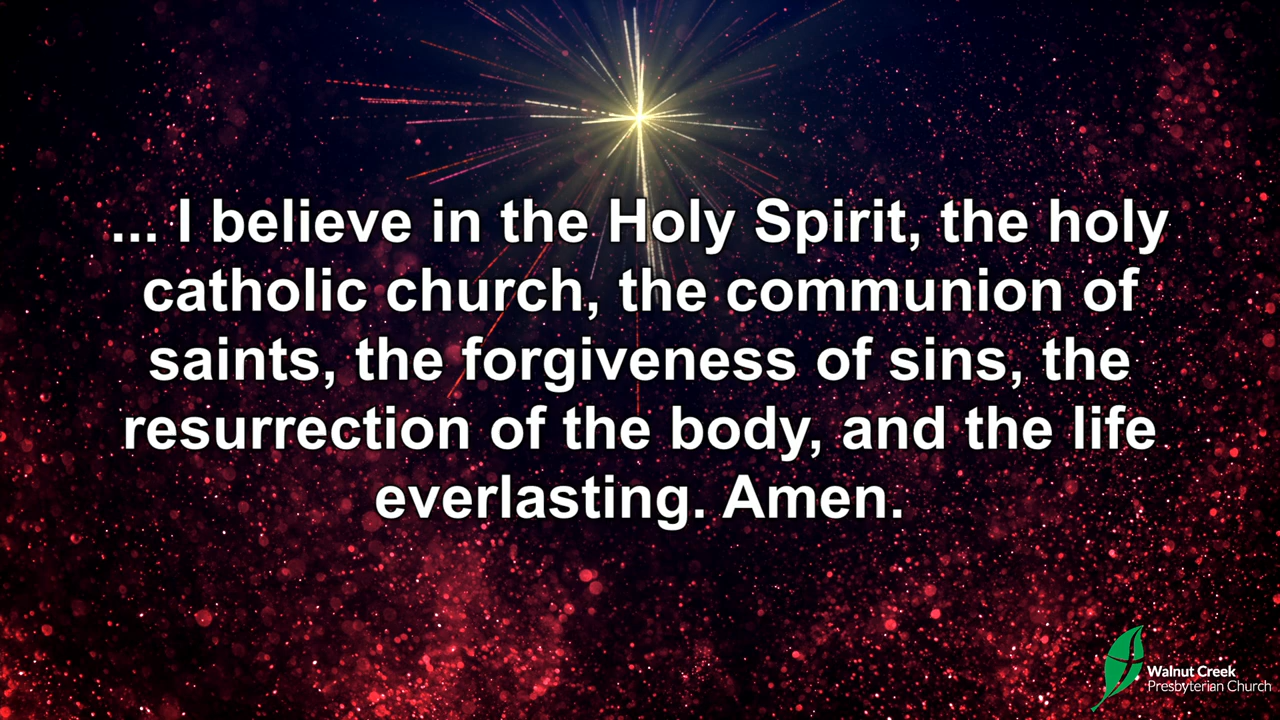 ... I believe in the Holy Spirit, the holy
catholic church, the communion of
saints, the forgiveness of sins, the
resurrection of the body, and the life
everlasting. Amen.
Walnut Creek
Presbyterian Church